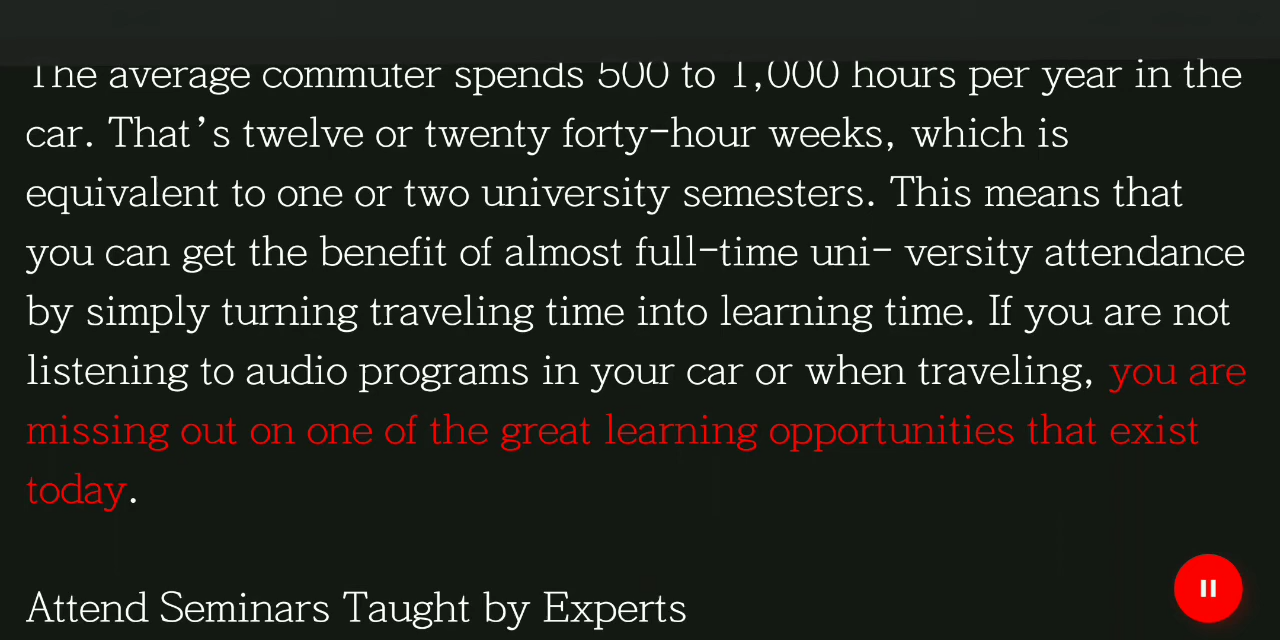 The average commuter spends 500 to 1,000 hours per year in the
car. That’s twelve or twenty forty-hour weeks, which is
equivalent to one or two university semesters. This means that
you can get the benefit of almost full-time uni- versity attendance
by simply turning traveling time into learning time. If you are not
listening to audio programs in your car or when traveling, you are
missing out on one of the great learning opportunities that exist
today.
Attend Seminars Taught by Experts